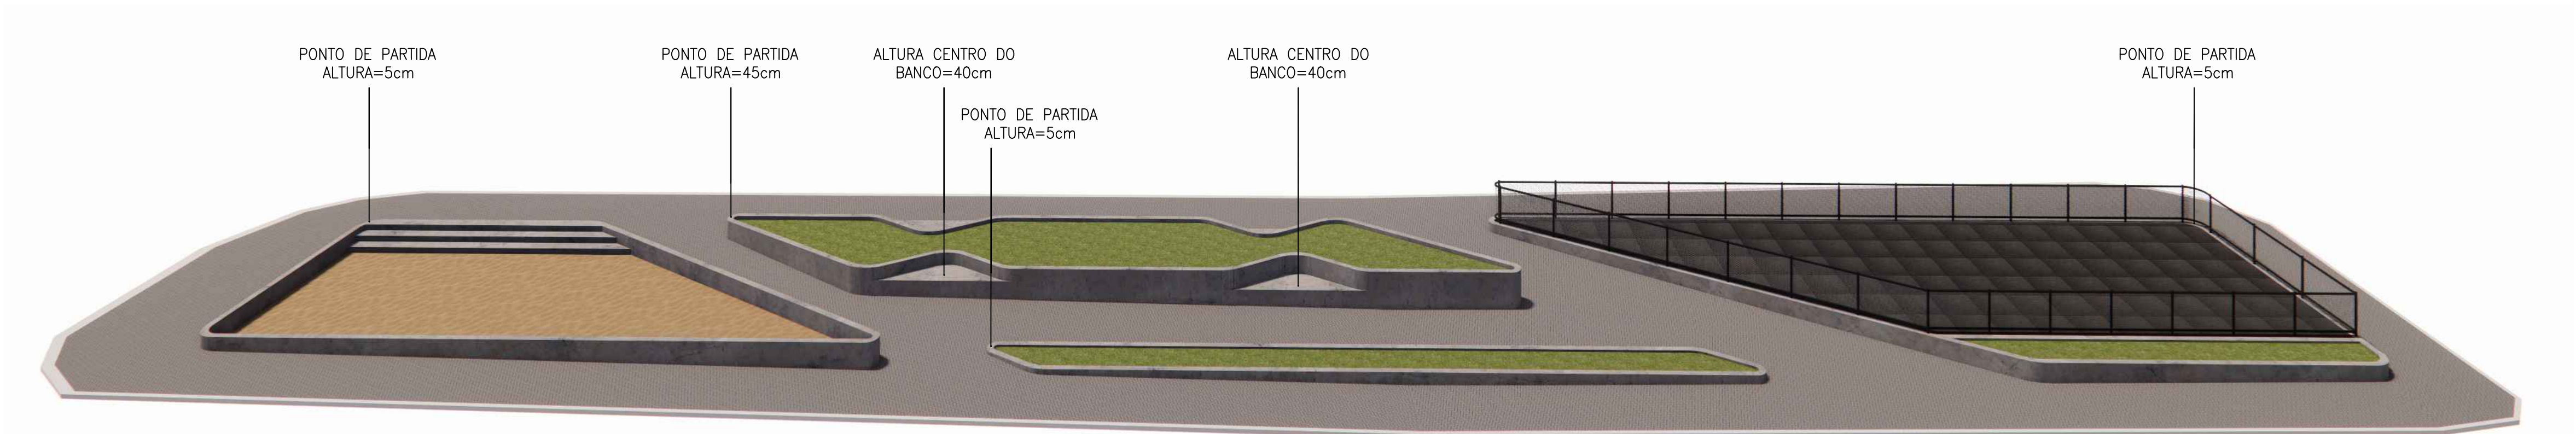 PONTO DE PARTIDA
ALTURA=5cm
PONTO DE PARTIDA
ALTURA=45cm
ALTURA CENTRO DO
BANCO=40cm
PONTO DE PARTIDA
ALTURA=5cm
ALTURA CENTRO DO
BANCO=40cm
PONTO DE PARTIDA
ALTURA=5cm